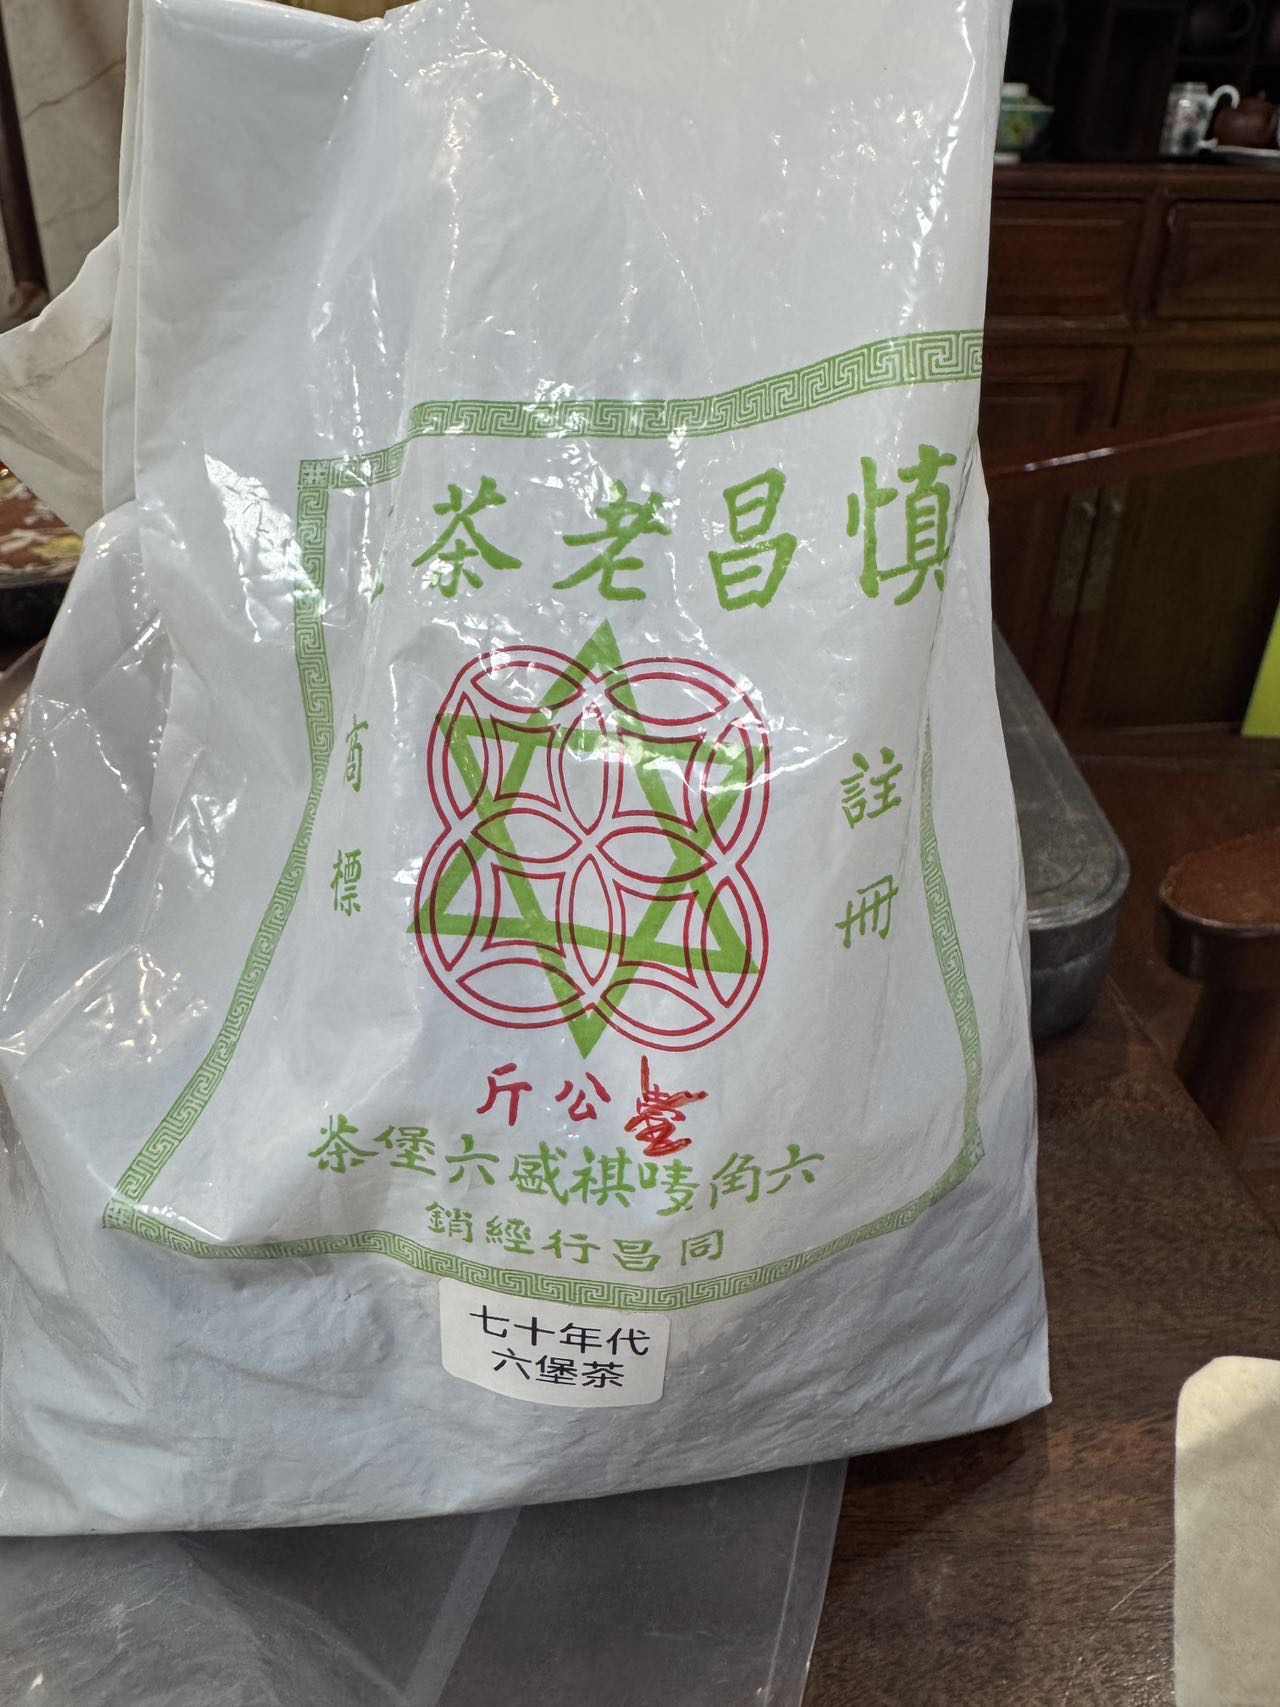 慎昌老茶
註冊
商標
壹公斤
六角嘜祺盛六堡茶
同昌行經銷
七十年代
六堡茶